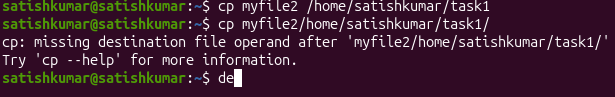 satishkumar@satishkumar:~$ cp myfile2 /home/satishkumar/task1
satishkumar@satishkumar:~$ cp myfile2/home/satishkumar/task1/
cp: missing destination file operand after 'myfile2/home/satishkumar/task1/'
Try 'cp --help' for more information.
satishkumar@satishkumar:~$ de